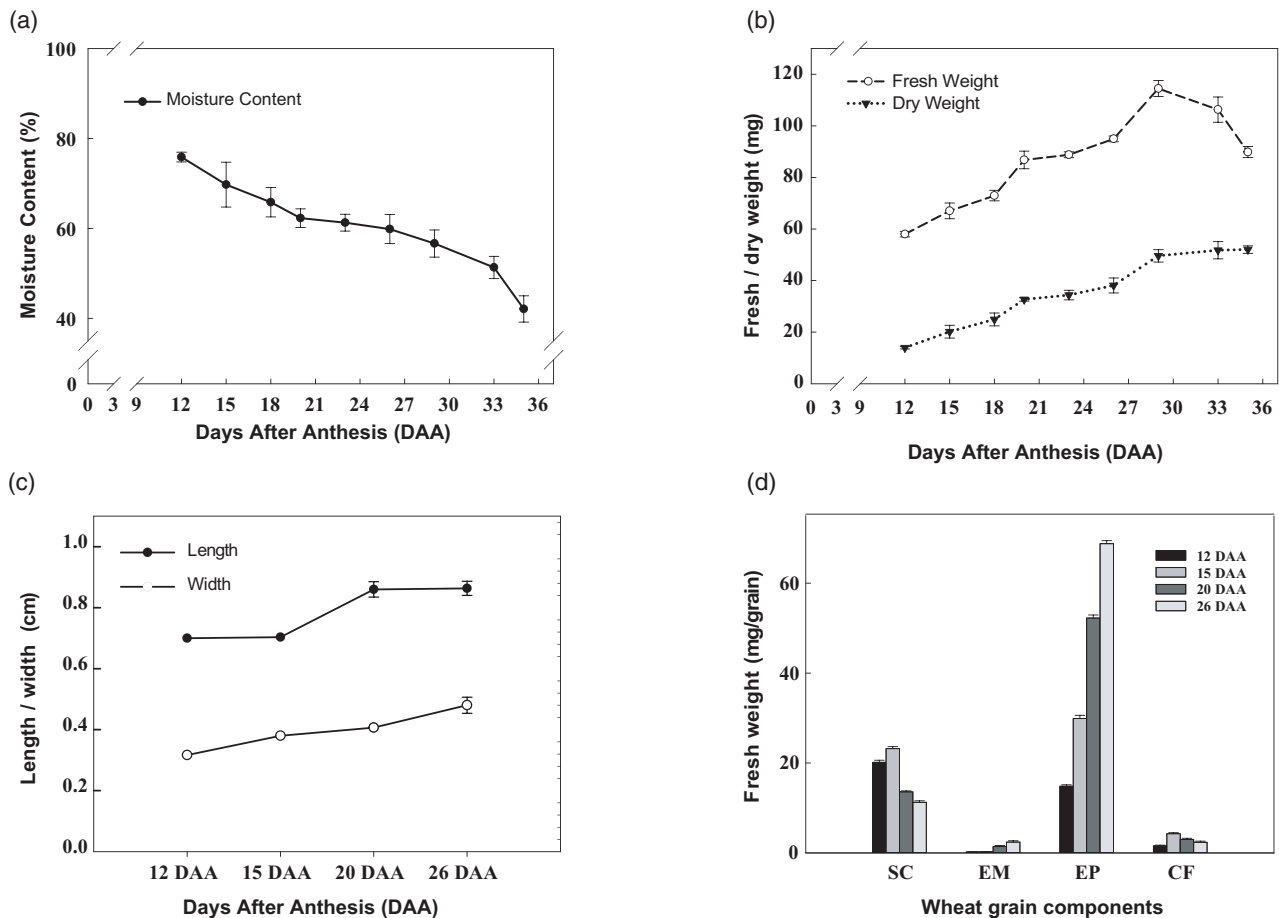 (a)
100
80
60
40
0
Moisture Content (%)
Moisture Content
0 3 9 12 15 18 21 24 27 30 33 36
Days After Anthesis (DAA)
(b)
120
100
80
60
40
20
0
Fresh / dry weight (mg)
Fresh Weight
Dry Weight
0 3 9 12 15 18 21 24 27 30 33 36
Days After Anthesis (DAA)
(c)
1.0
0.8
0.6
0.4
0.2
0.0
Length / width (cm)
Length
Width
12 DAA 15 DAA 20 DAA 26 DAA
Days After Anthesis (DAA)
(d)
60
40
20
0
Fresh weight (mg/grain)
12 DAA
15 DAA
20 DAA
26 DAA
SC EM EP CF
Wheat grain components